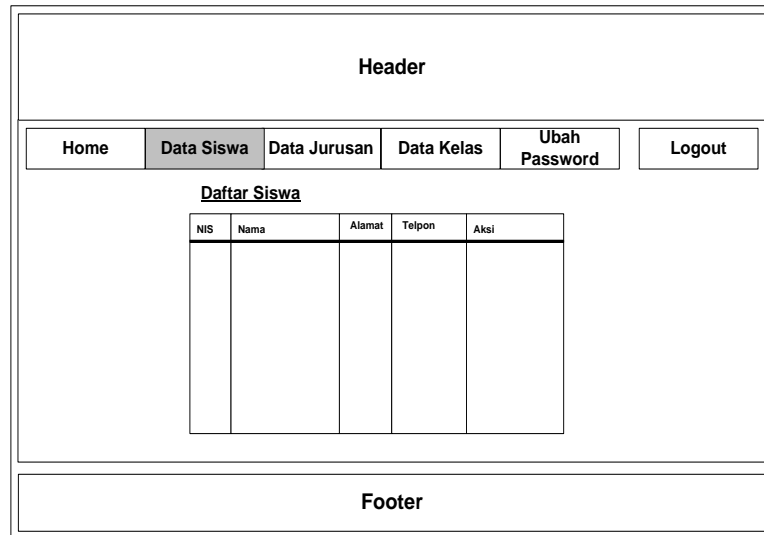 Header
Home Data Siswa Data Jurusan Data Kelas Ubah Password Logout
Daftar Siswa
NIS Nama Alamat Telpon Aksi
Footer